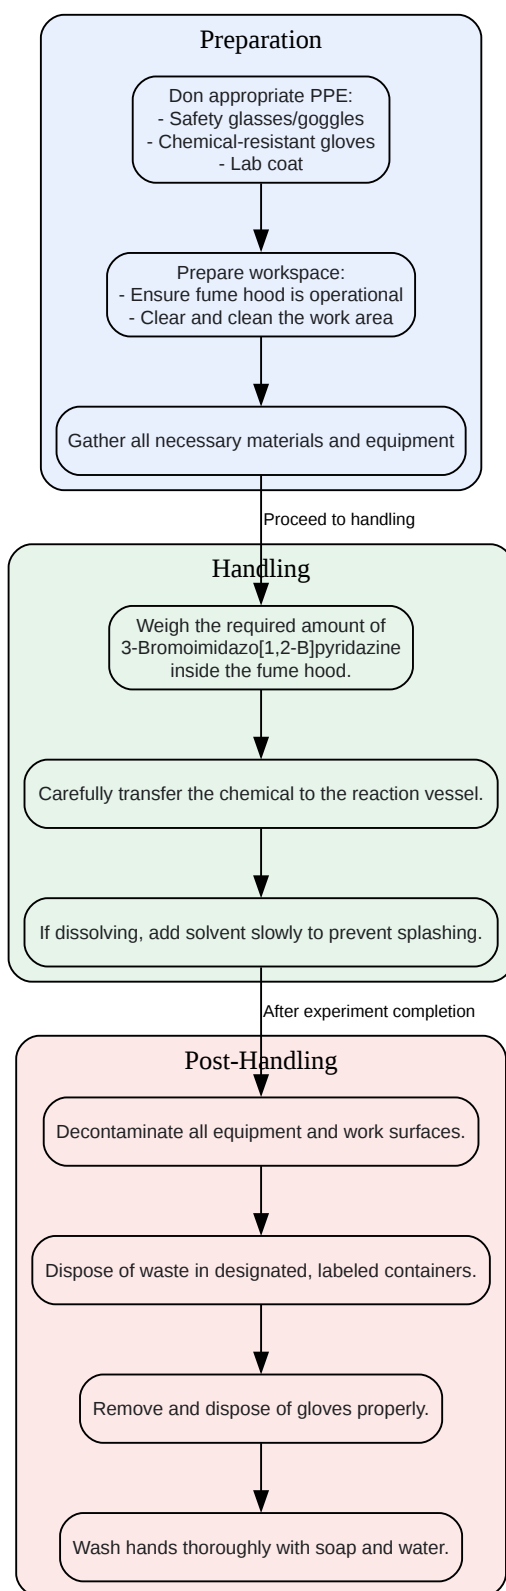 Preparation
Don appropriate PPE:
- Safety glasses/goggles
- Chemical-resistant gloves
- Lab coat
Prepare workspace:
- Ensure fume hood is operational
- Clear and clean the work area
Gather all necessary materials and equipment
Proceed to handling
Handling
Weigh the required amount of
3-Bromoimidazo[1,2-B]pyridazine
inside the fume hood.
Carefully transfer the chemical to the reaction vessel.
If dissolving, add solvent slowly to prevent splashing.
After experiment completion
Post-Handling
Decontaminate all equipment and work surfaces.
Dispose of waste in designated, labeled containers.
Remove and dispose of gloves properly.
Wash hands thoroughly with soap and water.